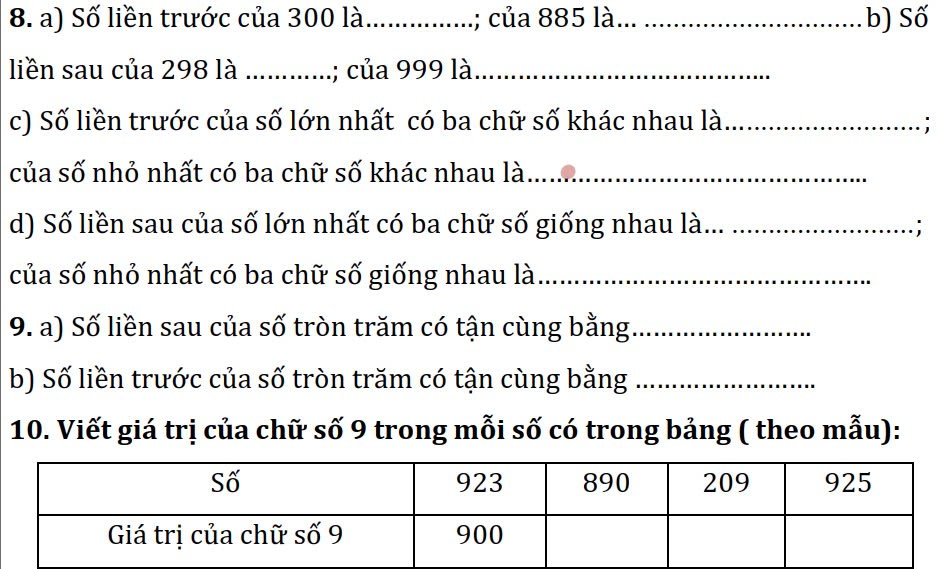 8. a) Số liền trước của 300 là……………; của 885 là... ………………………… b) Số
liền sau của 298 là …………; của 999 là…………………………………...
c) Số liền trước của số lớn nhất có ba chữ số khác nhau là...……………………;
của số nhỏ nhất có ba chữ số khác nhau là………………………………………...
d) Số liền sau của số lớn nhất có ba chữ số giống nhau là... ……………………;
của số nhỏ nhất có ba chữ số giống nhau là……………………………………..
9. a) Số liền sau của số tròn trăm có tận cùng bằng…………………….
b) Số liền trước của số tròn trăm có tận cùng bằng …………………….
10. Viết giá trị của chữ số 9 trong mỗi số có trong bảng ( theo mẫu):
Số 923 890 209 925
Giá trị của chữ số 9 900